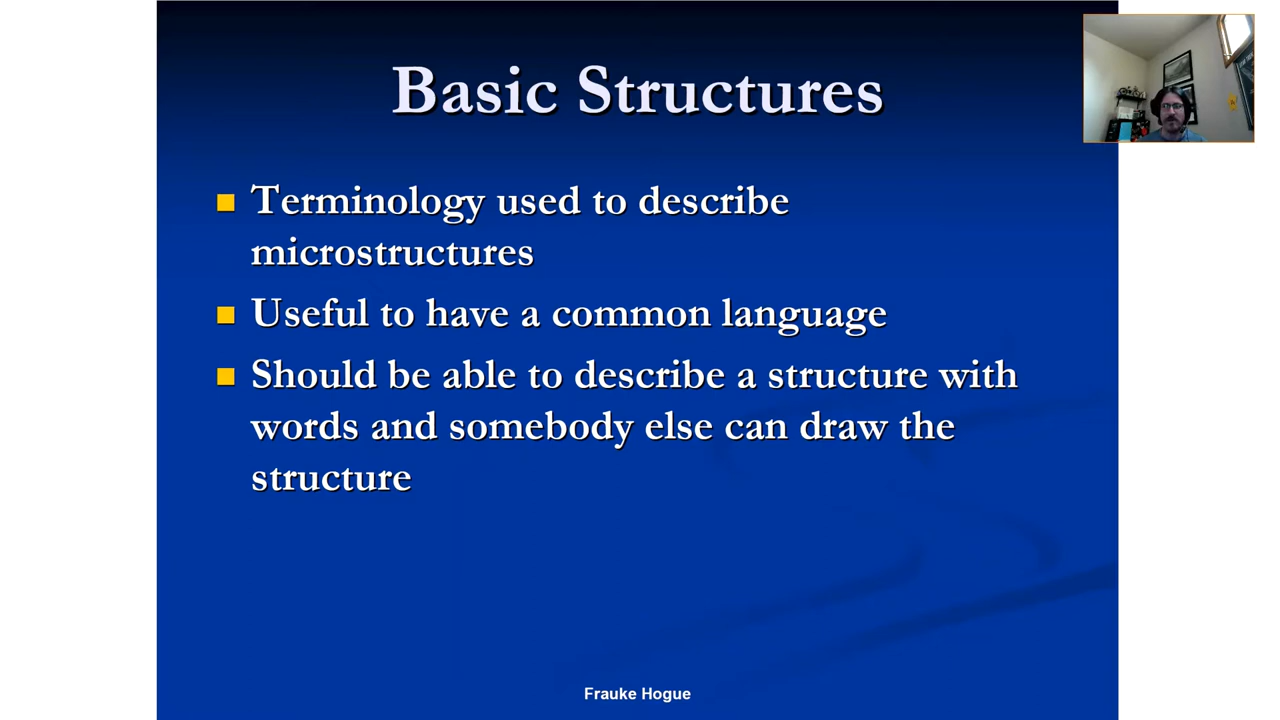 Basic Structures
Terminology used to describe
microstructures
Useful to have a common language
Should be able to describe a structure with
words and somebody else can draw the
structure
Frauke Hogue